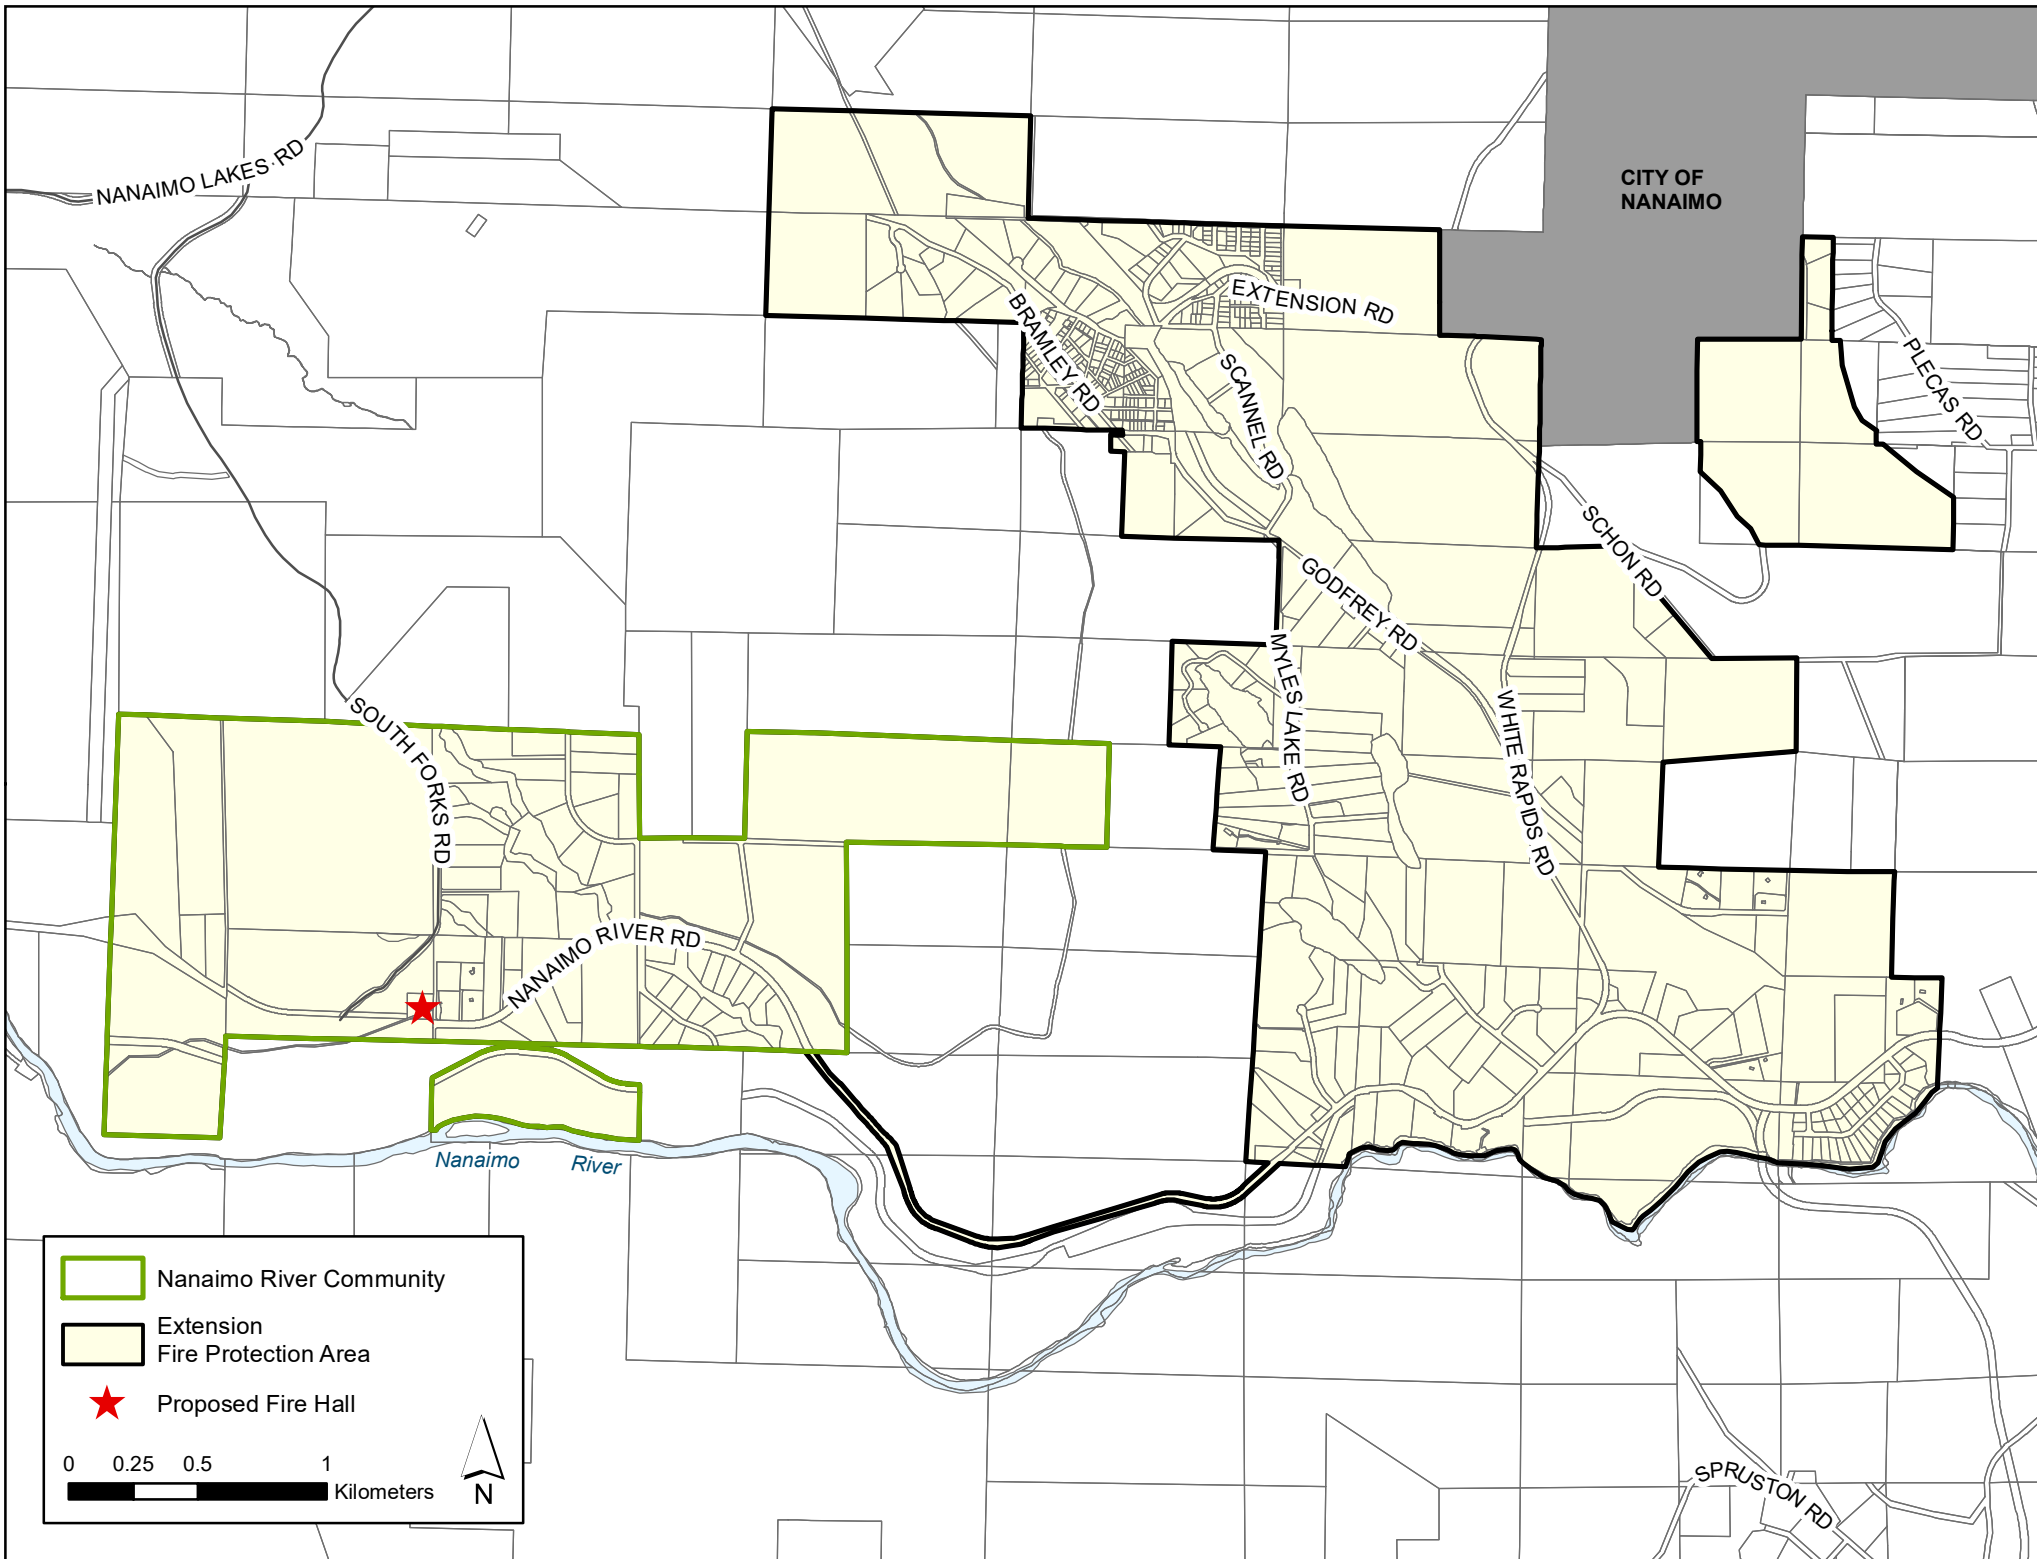 NANAIMO LAKES RD
CITY OF
NANAIMO
EXTENSION RD
BRAMLEY RD
SCANNEL RD
PLECAS RD
SCHON RD
GODFREY RD
MYLES LAKE RD
WHITE RAPIDS RD
SOUTH FORKS RD
NANAIMO RIVER RD
Nanaimo River
Nanaimo River Community
Extension
Fire Protection Area
Proposed Fire Hall
0 0.25 0.5 1
Kilometers
N
SPRUSTON RD